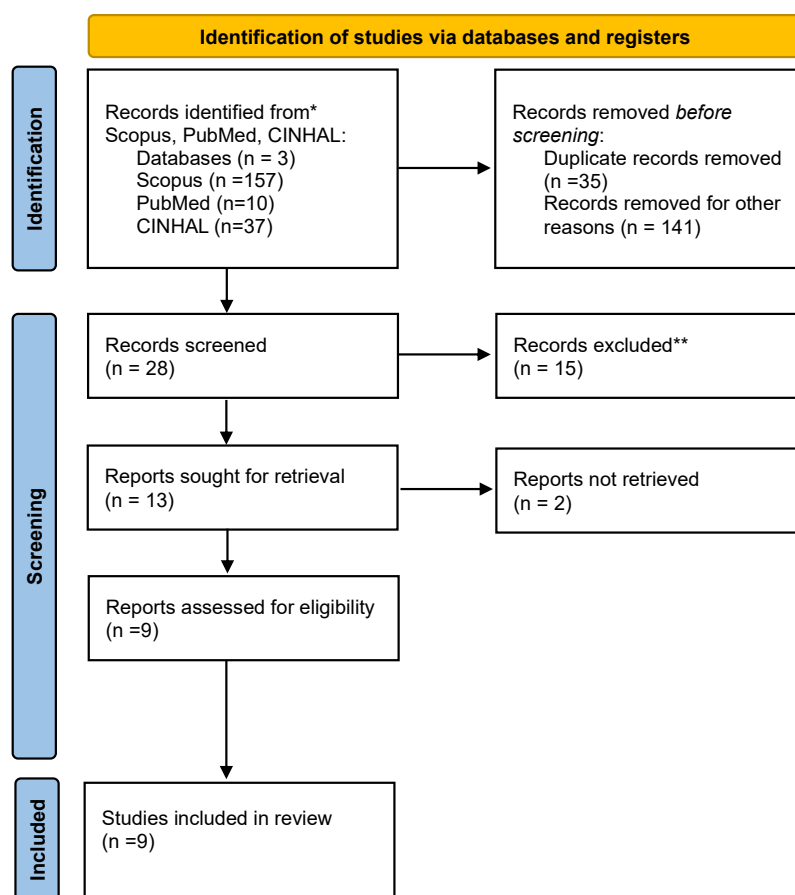 Identification of studies via databases and registers
Identification
Records identified from*
Scopus, PubMed, CINHAL:
Databases (n = 3)
Scopus (n =157)
PubMed (n=10)
CINHAL (n=37)
Records removed before
screening:
Duplicate records removed
(n =35)
Records removed for other
reasons (n = 141)
Screening
Records screened
(n = 28)
Records excluded**
(n = 15)
Reports sought for retrieval
(n = 13)
Reports not retrieved
(n = 2)
Reports assessed for eligibility
(n =9)
Included
Studies included in review
(n =9)